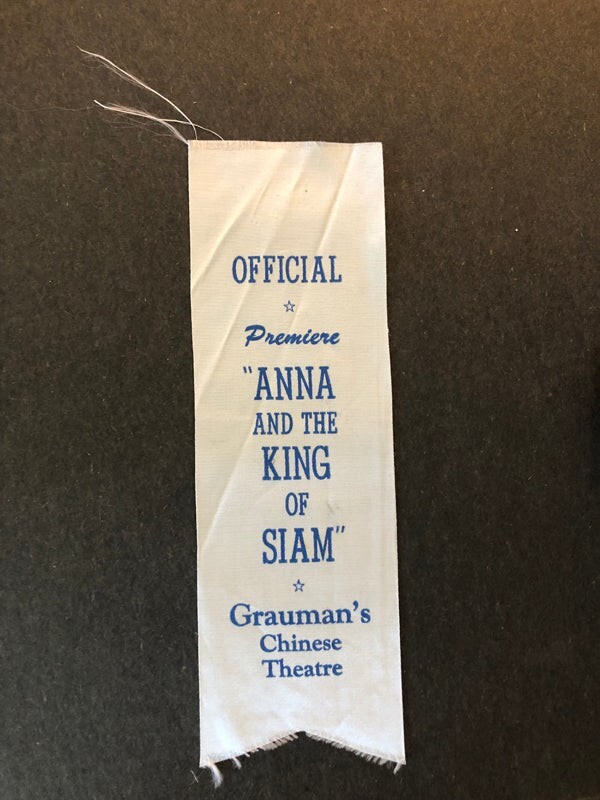 OFFICIAL
☆
Premiere
"ANNA
AND THE
KING
OF
SIAM"
☆
Grauman's
Chinese
Theatre